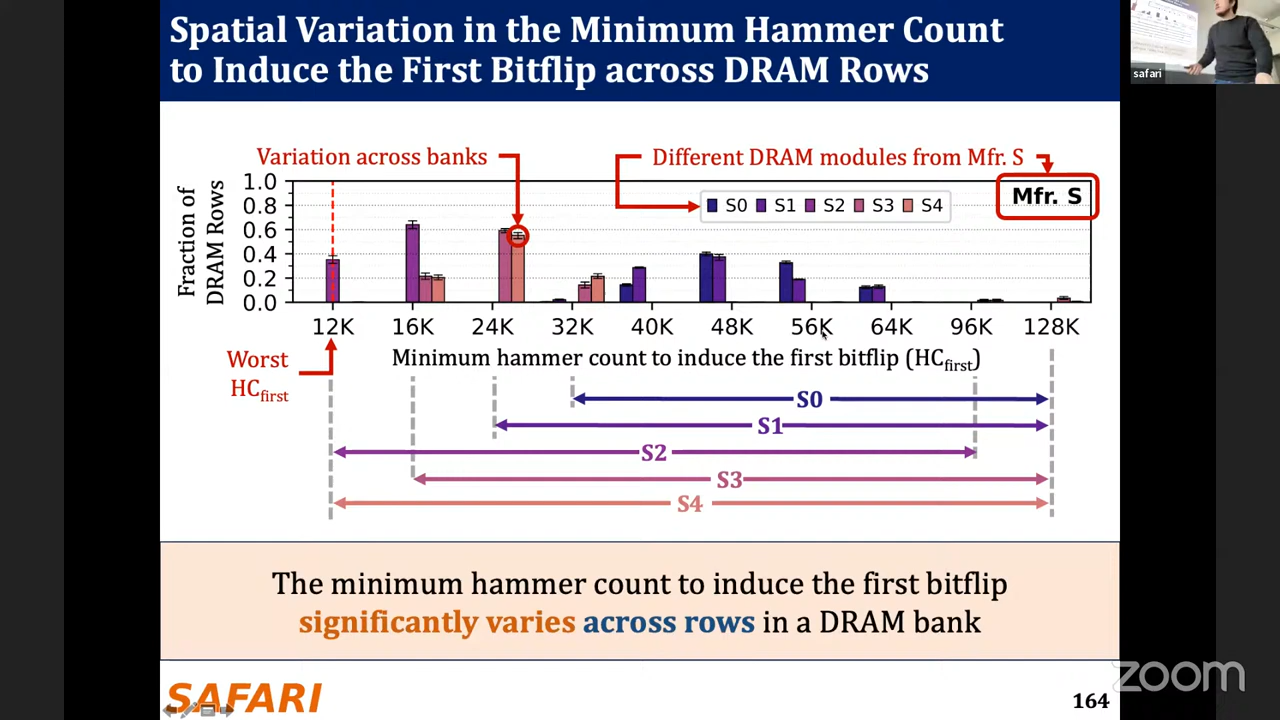 Spatial Variation in the Minimum Hammer Count
to Induce the First Bitflip across DRAM Rows
safari
Variation across banks
Different DRAM modules from Mfr. S
Fraction of
DRAM Rows
1.0
0.8
0.6
0.4
0.2
0.0
S0 S1 S2 S3 S4
Mfr. S
12K 16K 24K 32K 40K 48K 56K 64K 96K 128K
Minimum hammer count to induce the first bitflip (HCfirst)
Worst
HCfirst
S0
S1
S2
S3
S4
The minimum hammer count to induce the first bitflip
significantly varies across rows in a DRAM bank
SAFARI
164
zoom